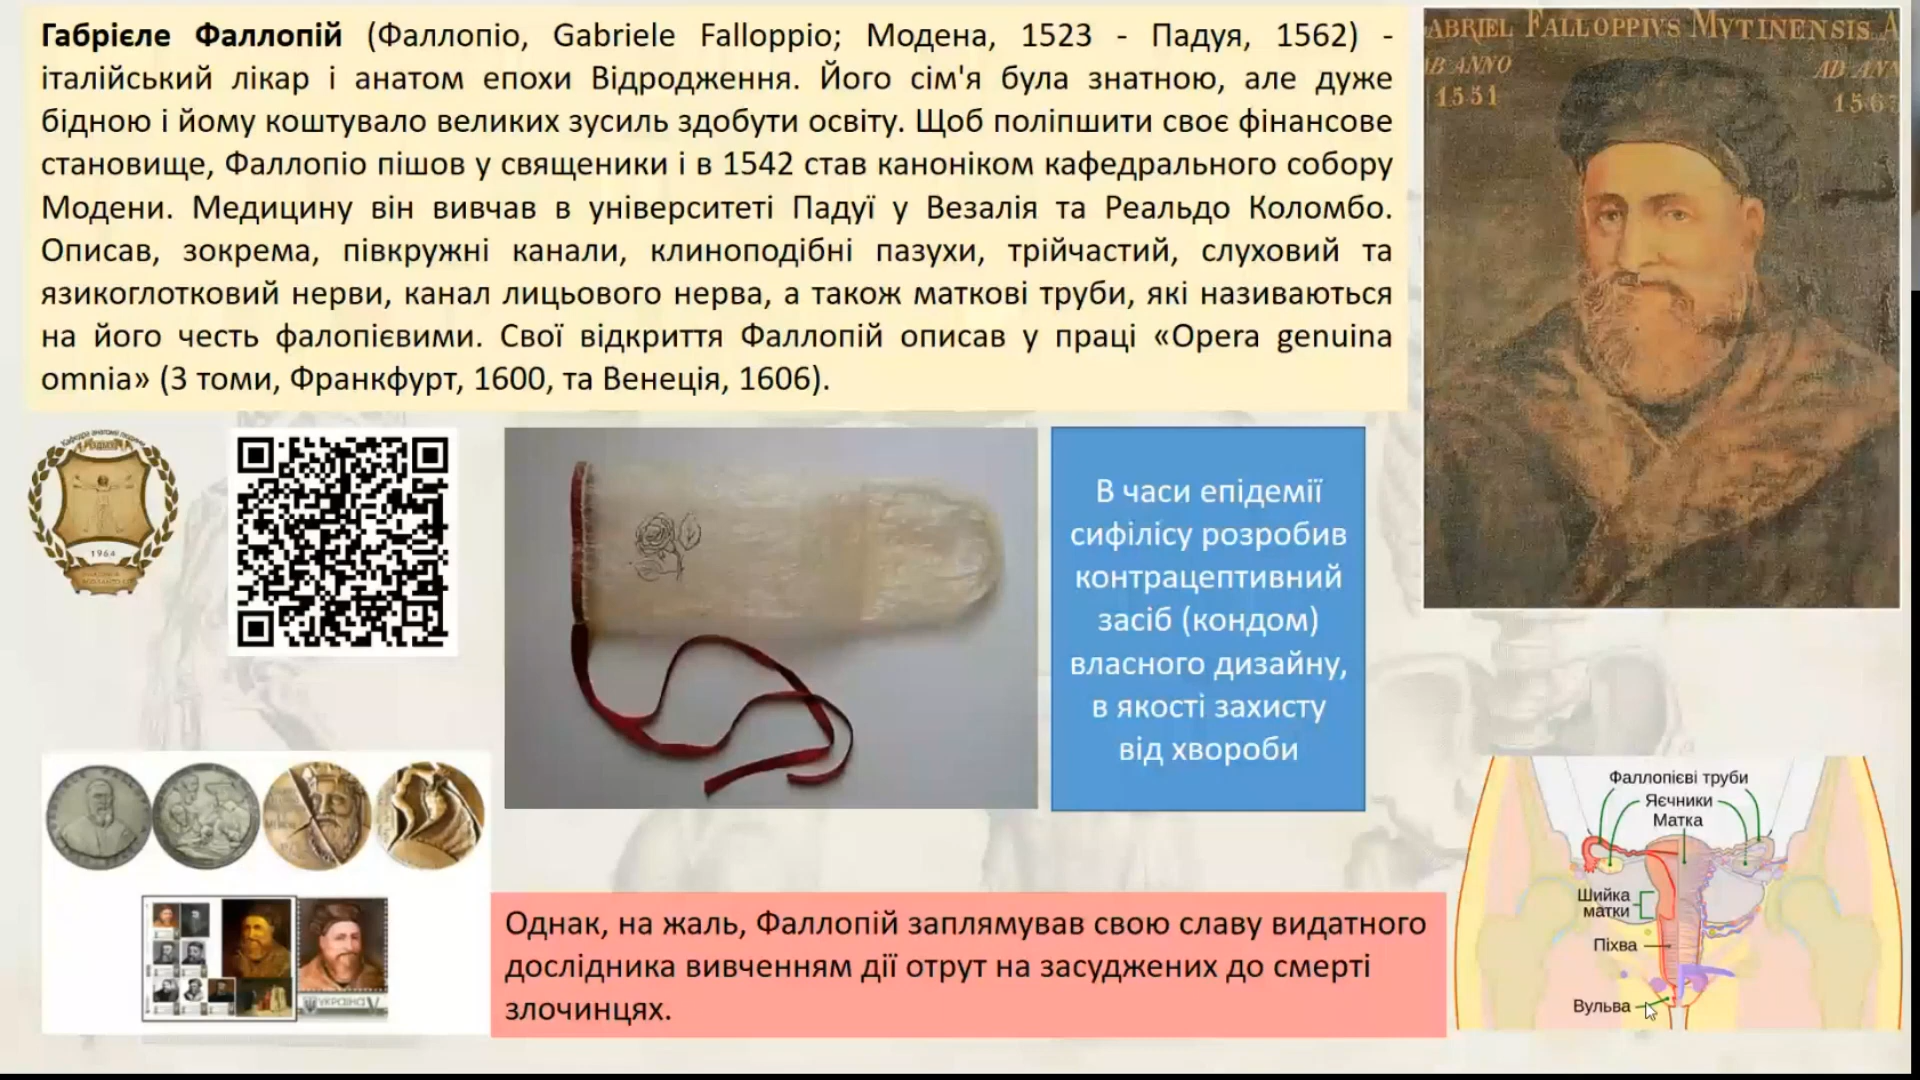 Габрієле Фаллопій (Фаллопіо, Gabriele Falloppio; Модена, 1523 - Падуя, 1562) -
італійський лікар і анатом епохи Відродження. Його сім'я була знатною, але дуже
бідною і йому коштувало великих зусиль здобути освіту. Щоб поліпшити своє фінансове
становище, Фаллопіо пішов у священики і в 1542 став каноніком кафедрального собору
Модени. Медицину він вивчав в університеті Падуї у Везалія та Реальдо Коломбо.
Описав, зокрема, півкружні канали, клиноподібні пазухи, трійчастий, слуховий та
язикоглотковий нерви, канал лицьового нерва, а також маткові труби, які називаються
на його честь фалопієвими. Свої відкриття Фаллопій описав у праці «Opera genuina
omnia» (3 томи, Франкфурт, 1600, та Венеція, 1606).
ABRIEL FALLOPPIVS MVTINENSIS A
ANNO
1551
AD
156
1964
В часи епідемії
сифілісу розробив
контрацептивний
засіб (кондом)
власного дизайну,
в якості захисту
від хвороби
УКРАЇНА V
Однак, на жаль, Фаллопій заплямував свою славу видатного
дослідника вивченням дії отрут на засуджених до смерті
злочинцях.
Фаллопієві труби
Яєчники
Матка
Шийка
матки
Піхва
Вульва